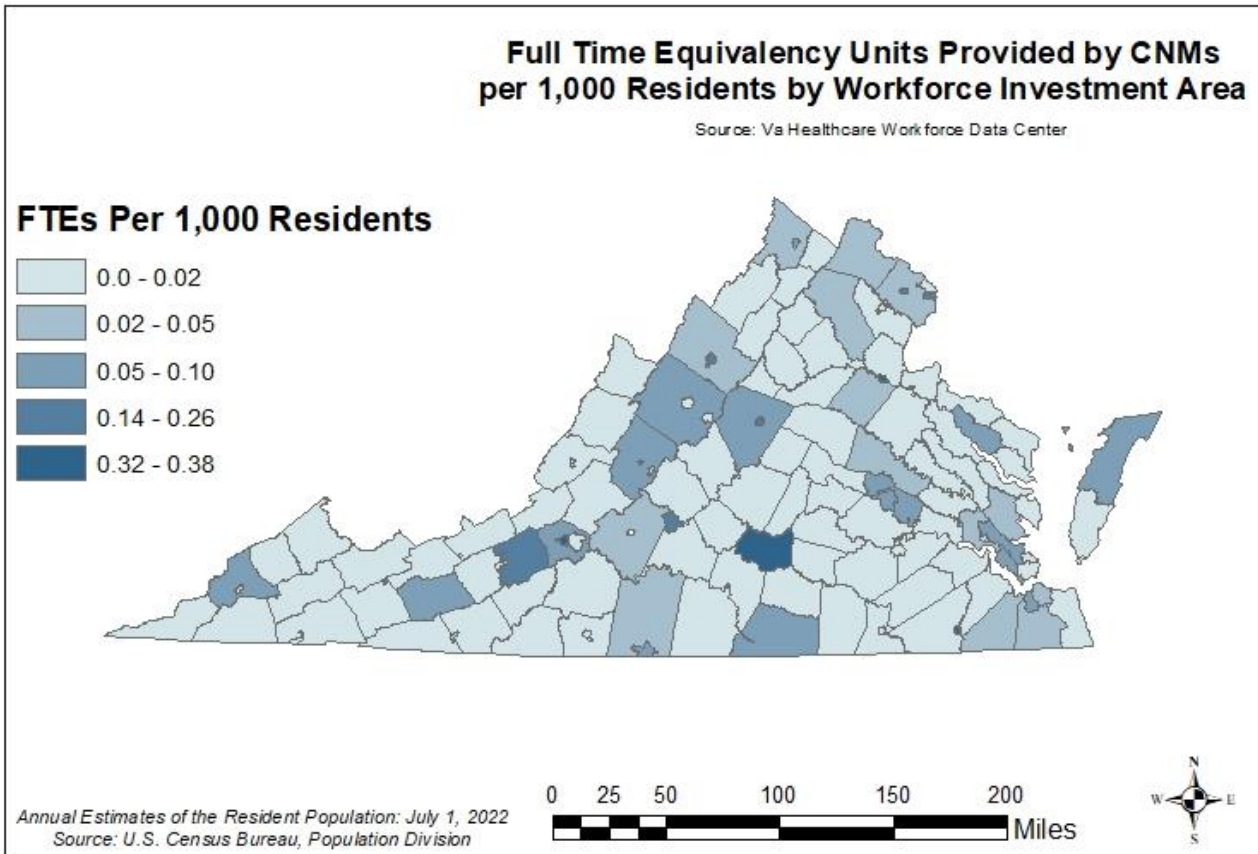 Full Time Equivalency Units Provided by CNMs
per 1,000 Residents by Workforce Investment Area
Source: Va Healthcare Workforce Data Center
FTEs Per 1,000 Residents
0.0 - 0.02
0.02 - 0.05
0.05 - 0.10
0.14 - 0.26
0.32 - 0.38
Annual Estimates of the Resident Population: July 1, 2022
Source: U.S. Census Bureau, Population Division
0 25 50 100 150 200
Miles
N
W E
S